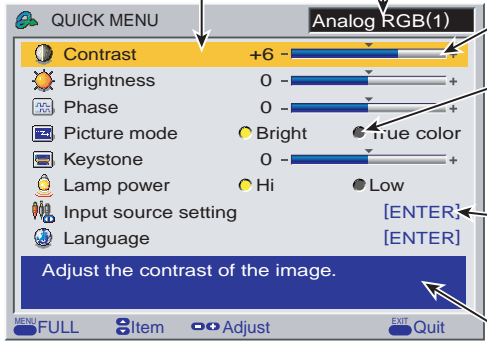 QUICK MENU Analog RGB(1)
Contrast +6 - +
Brightness 0 - +
Phase 0 - +
Picture mode Bright True color
Keystone 0 - +
Lamp power Hi Low
Input source setting [ENTER]
Language [ENTER]
Adjust the contrast of the image.
MENU FULL Item Adjust EXIT Quit